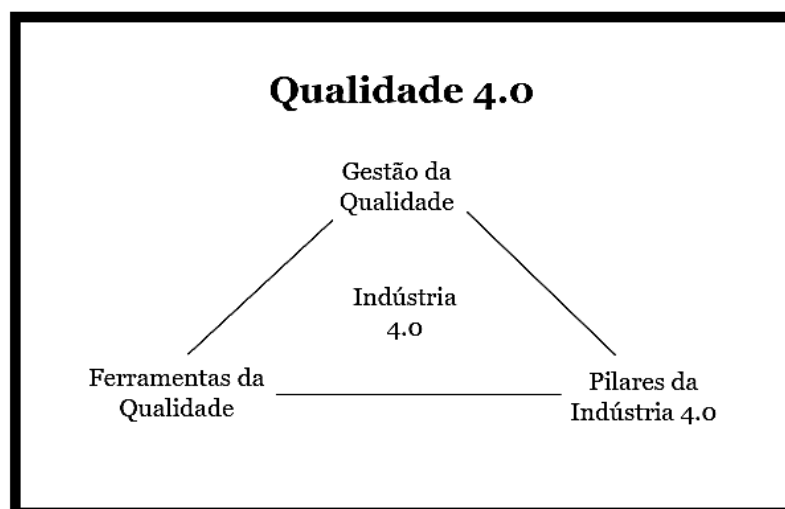 Qualidade 4.0
Gestão da
Qualidade
Indústria
4.0
Ferramentas da
Qualidade
Pilares da
Indústria 4.0